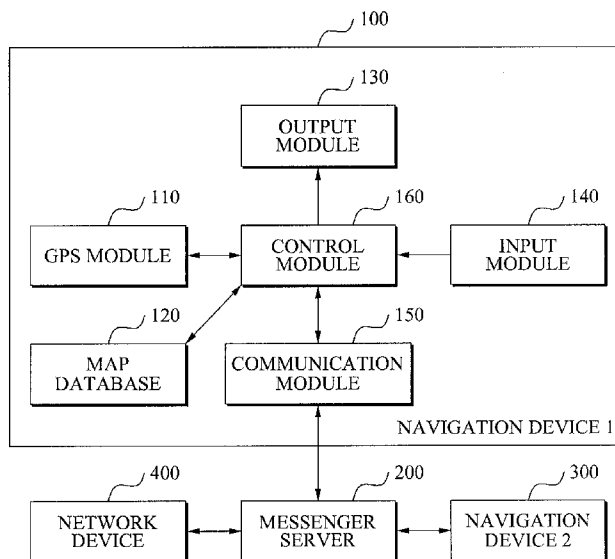 100
130
OUTPUT
MODULE
110
160
140
GPS MODULE
CONTROL
MODULE
INPUT
MODULE
120
150
MAP
DATABASE
COMMUNICATION
MODULE
NAVIGATION DEVICE 1
400
200
300
NETWORK
DEVICE
MESSENGER
SERVER
NAVIGATION
DEVICE 2